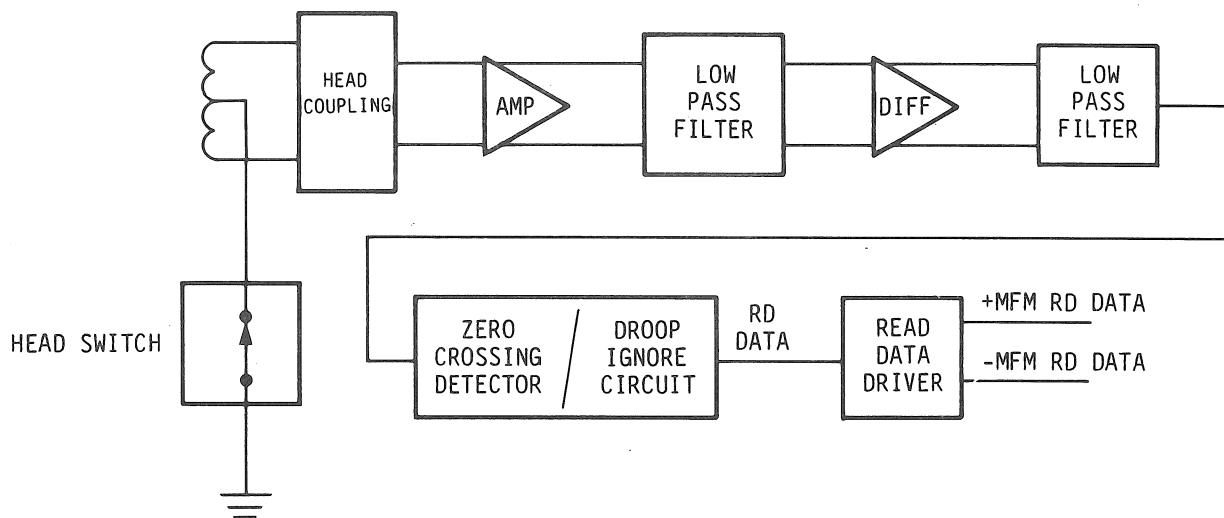 HEAD
COUPLING
AMP
LOW
PASS
FILTER
DIFF
LOW
PASS
FILTER
HEAD SWITCH
ZERO
CROSSING
DETECTOR
/
DROOP
IGNORE
CIRCUIT
RD
DATA
READ
DATA
DRIVER
+MFM RD DATA
-MFM RD DATA